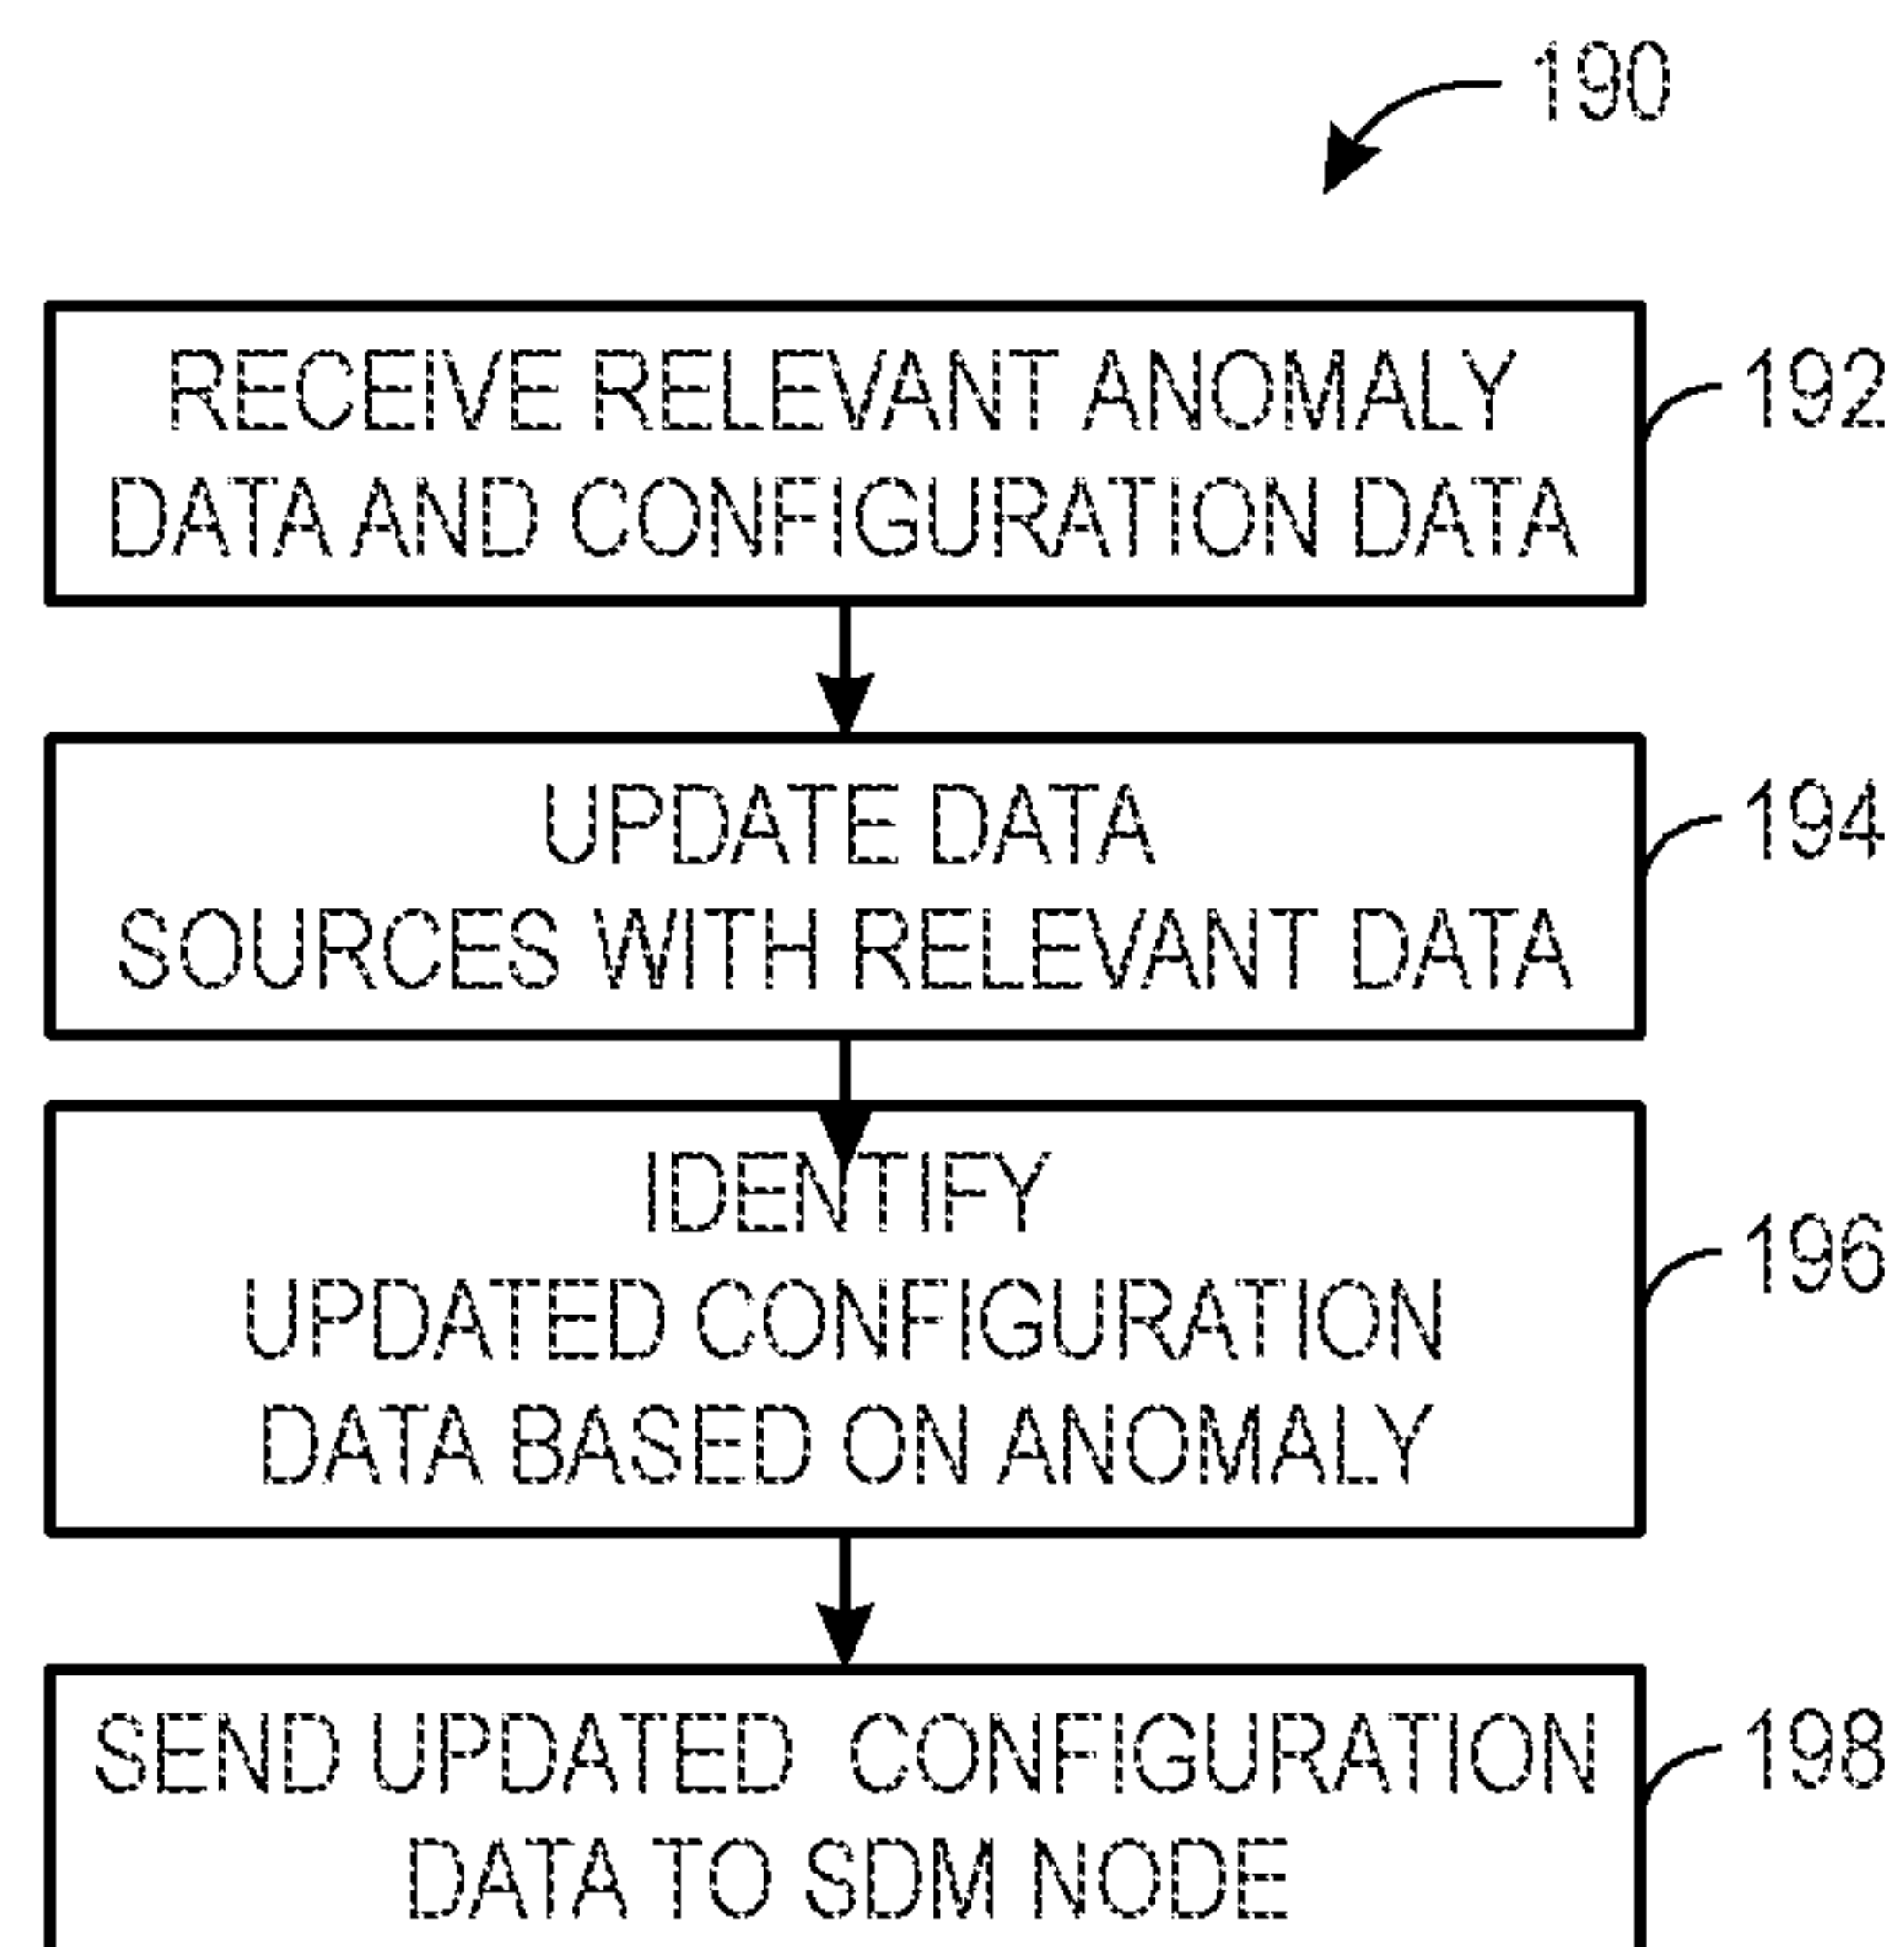 190
RECEIVE RELEVANT ANOMALY
DATA AND CONFIGURATION DATA
192
UPDATE DATA
SOURCES WITH RELEVANT DATA
194
IDENTIFY
UPDATED CONFIGURATION
DATA BASED ON ANOMALY
196
SEND UPDATED CONFIGURATION
DATA TO SDM NODE
198